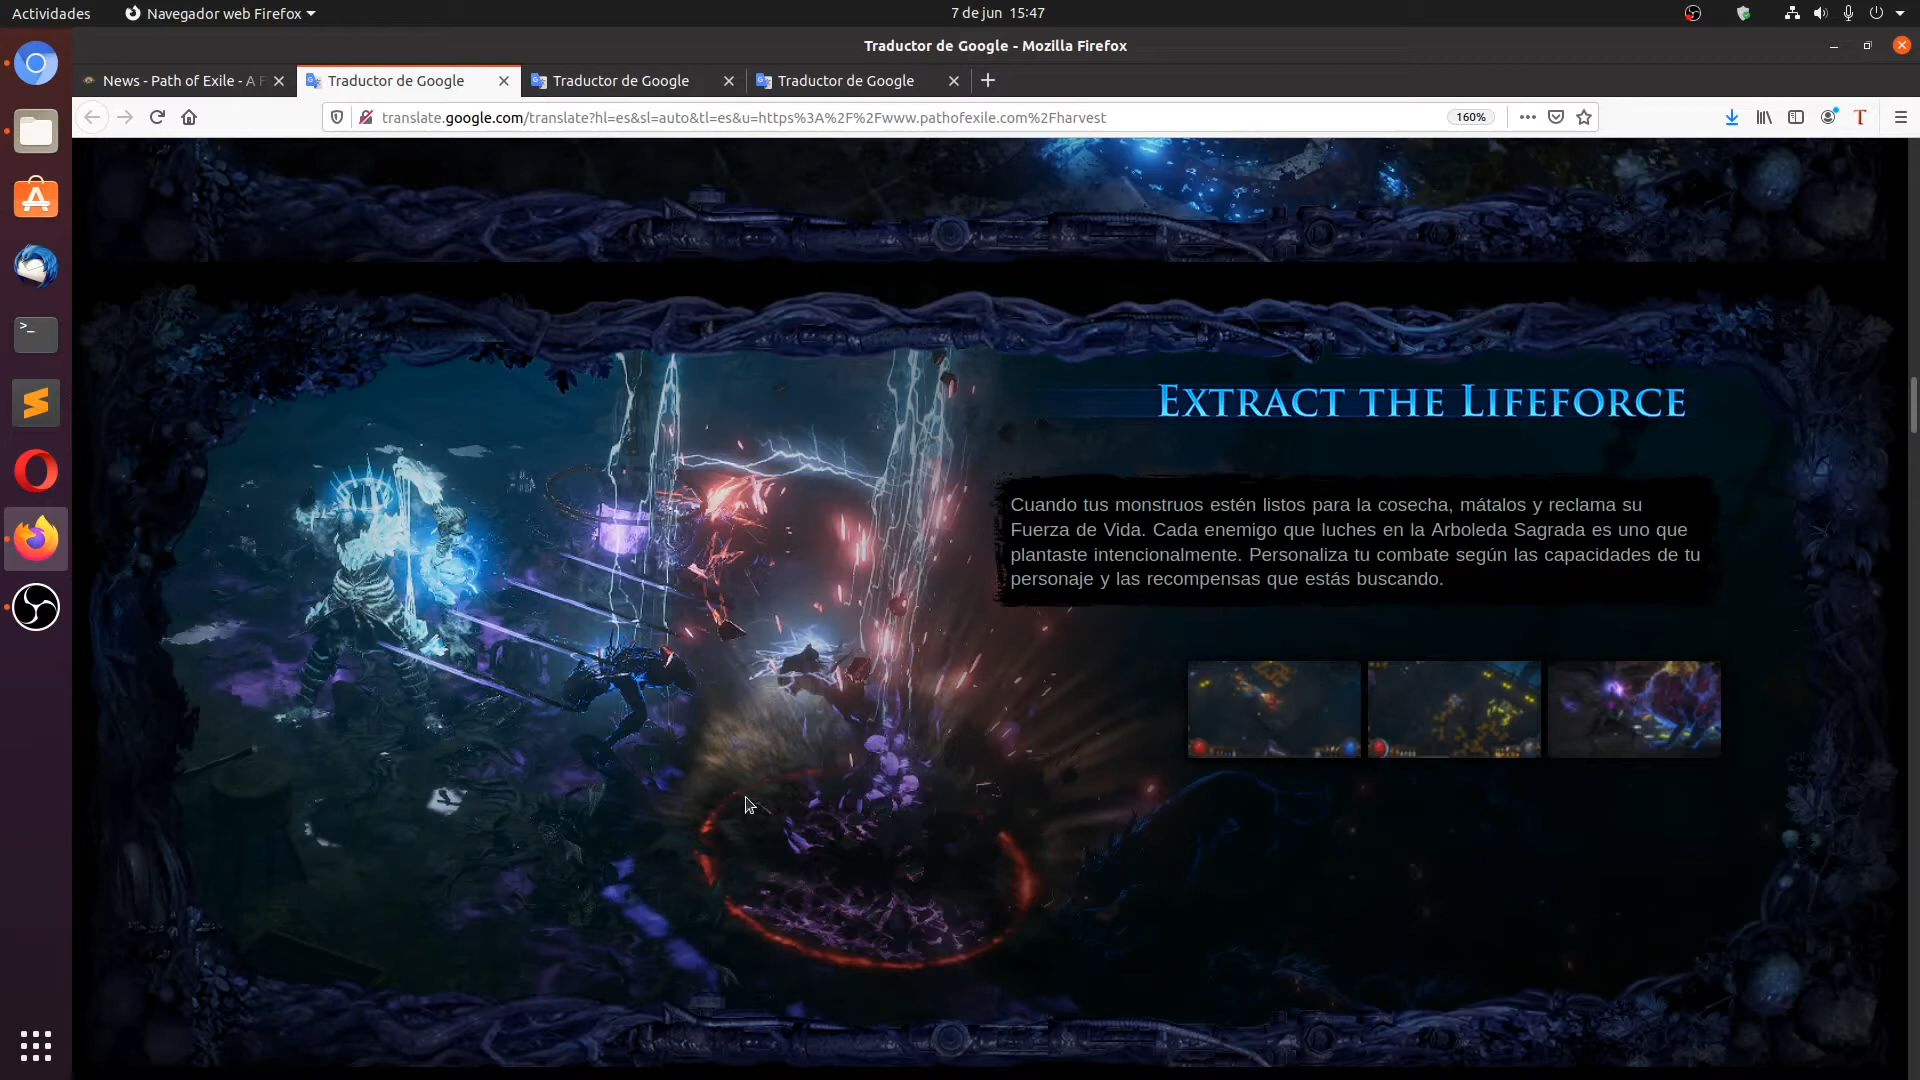 Actividades
Navegador web Firefox
7 de jun 15:47
Traductor de Google - Mozilla Firefox
News - Path of Exile - A F
Traductor de Google
Traductor de Google
Traductor de Google
translate.google.com/translate?hl=es&sl=auto&tl=es&u=https%3A%2F%2Fwww.pathofexile.com%2Fharvest
160%
Extract the Lifeforce
Cuando tus monstruos estén listos para la cosecha, mátalos y reclama su
Fuerza de Vida. Cada enemigo que luches en la Arboleda Sagrada es uno que
plantaste intencionalmente. Personaliza tu combate según las capacidades de tu
personaje y las recompensas que estás buscando.